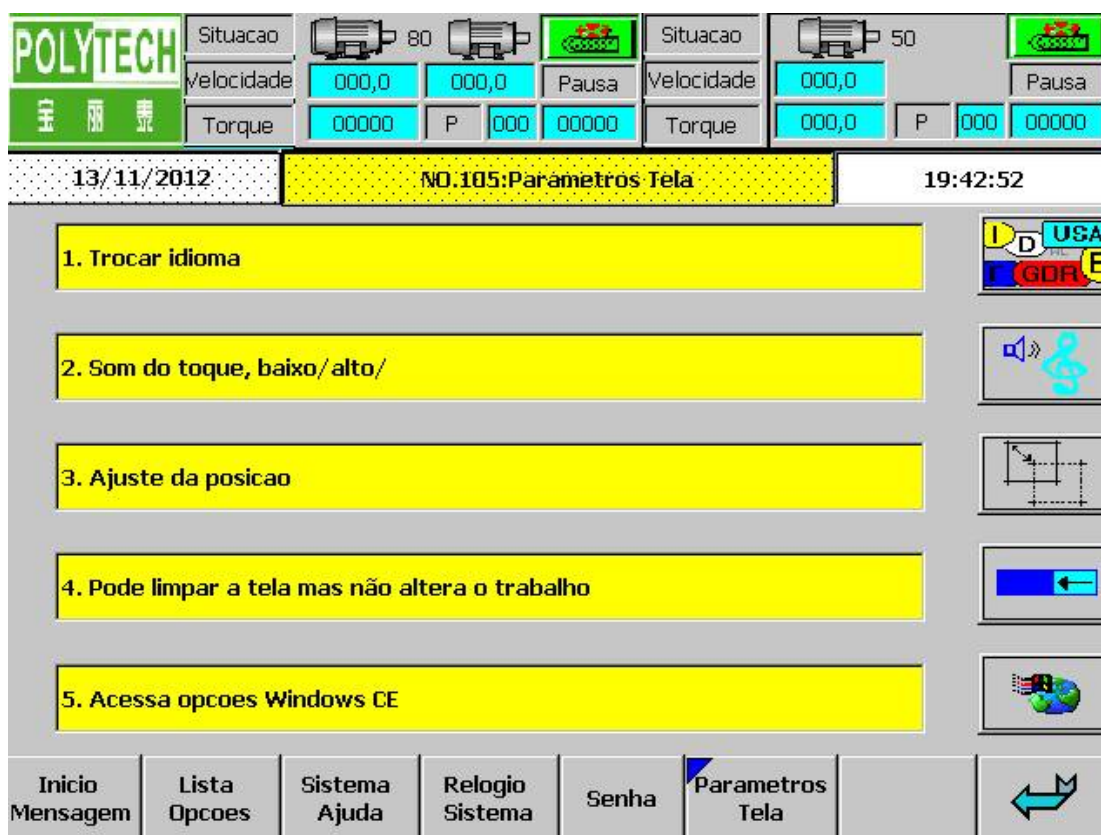 POLYTECH
宝丽泰
Situacao 80 Situacao 50
Velocidade 000,0 000,0 Pausa Velocidade 000,0 Pausa
Torque 00000 P 000 00000 Torque 000,0 P 000 00000
13/11/2012 NO.105:Parametros Tela 19:42:52
1. Trocar idioma
I D USA
GDR E
2. Som do toque, baixo/alto/
3. Ajuste da posicao
4. Pode limpar a tela mas não altera o trabalho
5. Acessa opcoes Windows CE
Inicio Mensagem
Lista Opcoes
Sistema Ajuda
Relogio Sistema
Senha
Parametros Tela